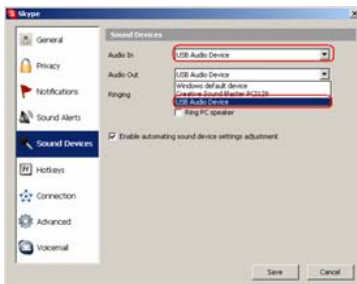 Skype
General
Sound Devices
Audio In
USB Audio Device
Privacy
Audio Out
USB Audio Device
Windows default device
Notifications
Ringing
Creative Sound Blaster PCI128
USB Audio Device
Sound Alerts
Ring PC speaker
Sound Devices
Enable automating sound device settings adjustment
Hotkeys
Connection
Advanced
Voicemail
Save
Cancel